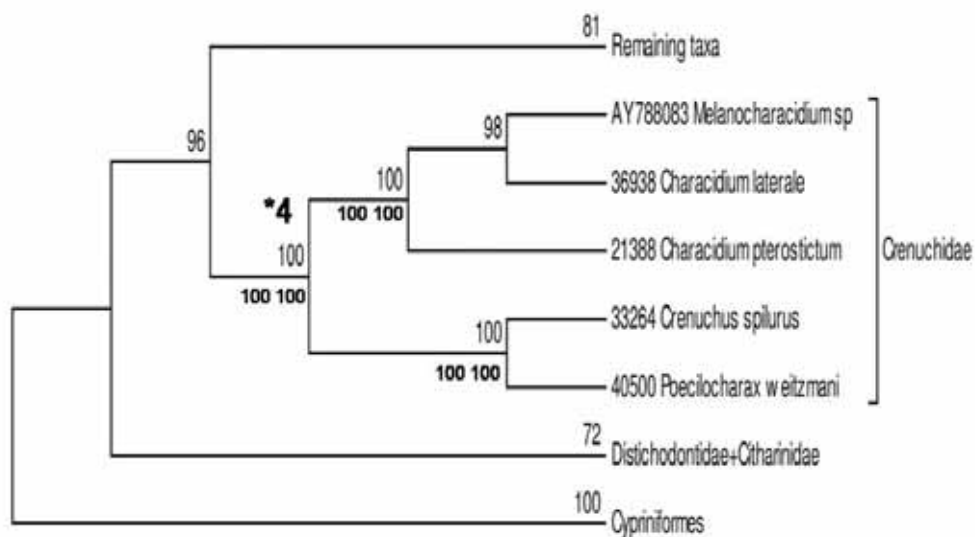 81
Remaining taxa
AY788083 Melanocharacidium sp
98
96
36938 Characidium laterale
100
*4
100 100
21388 Characidium pterostictum
Crenuchidae
100
100 100
33264 Crenuchus spilurus
100
100 100
40500 Poecilocharax w eitzmani
72
Distichodontidae+Citharinidae
100
Cypriniformes